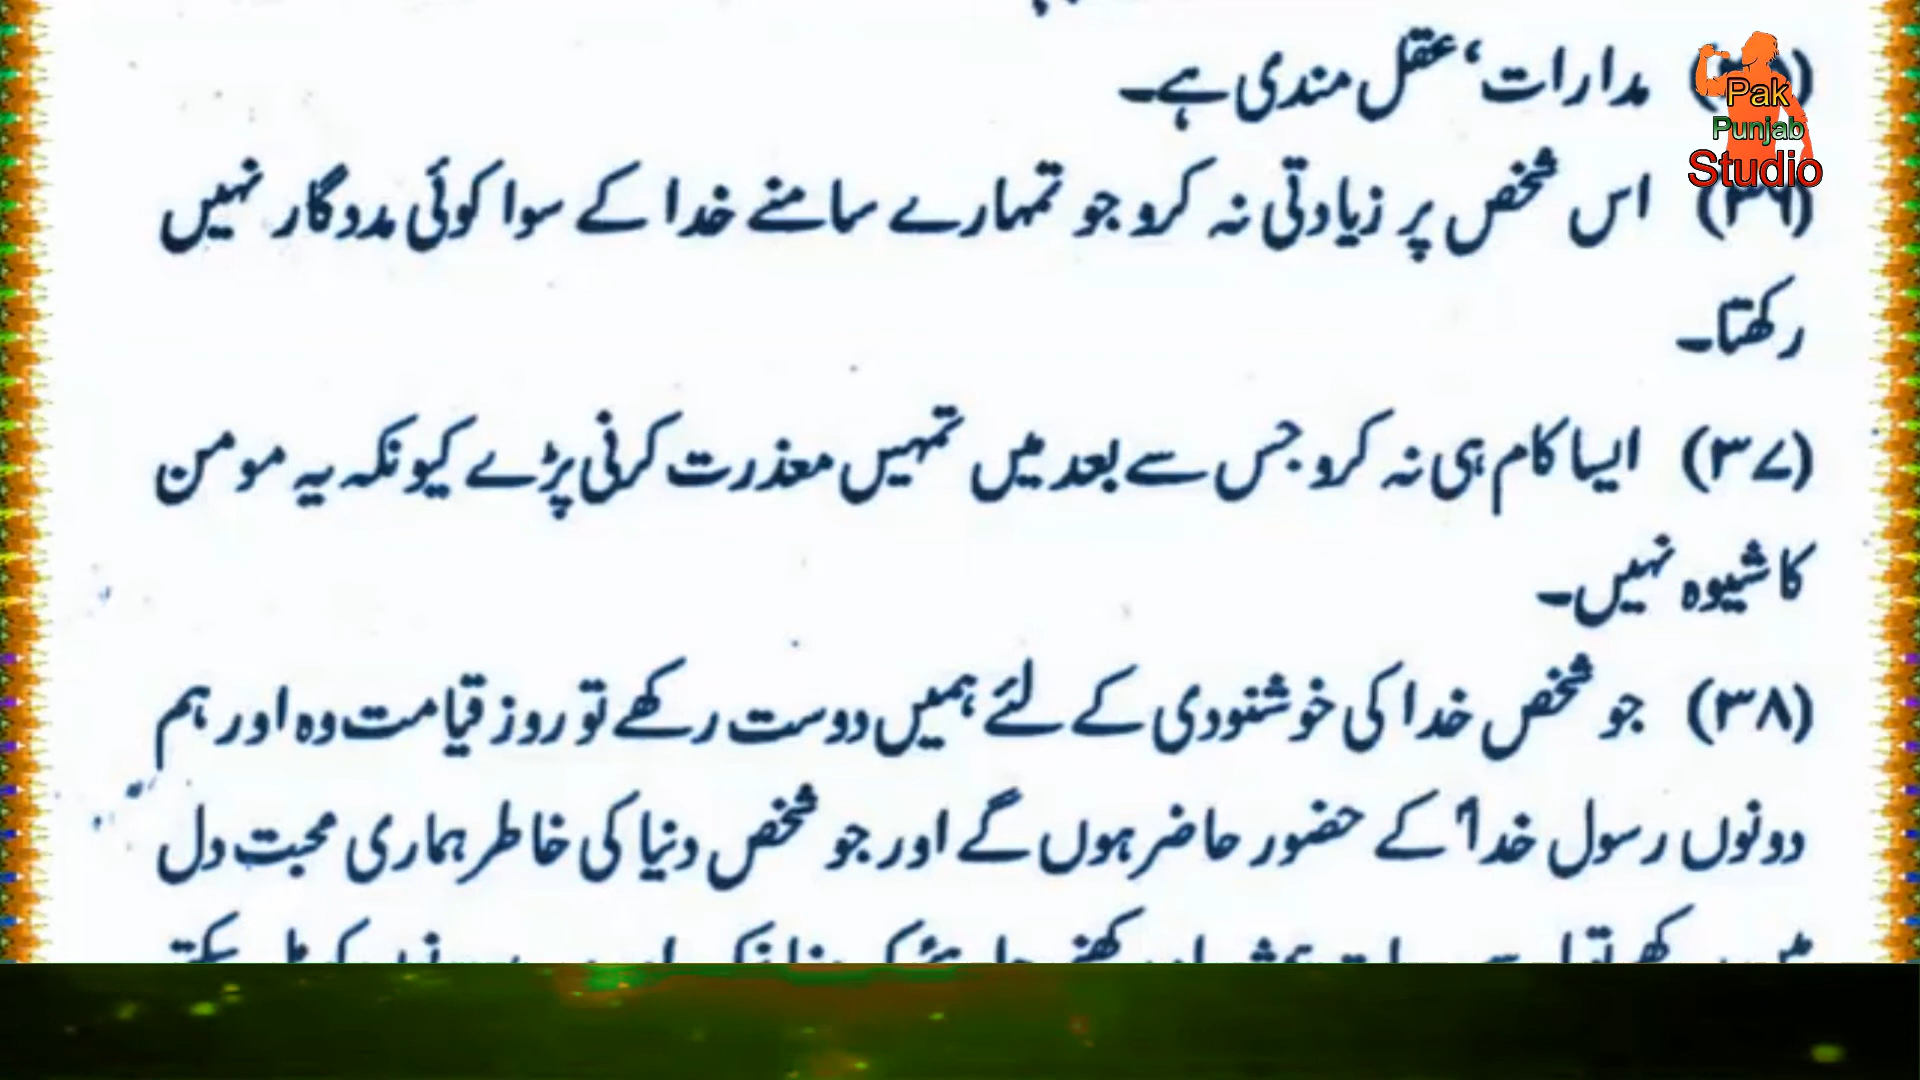 مدارات‘ عقل مندی ہے۔
(۳۶) اس شخص پر زیادتی نہ کرو جو تمہارے سامنے خدا کے سوا کوئی مددگار نہیں
رکھتا۔
(۳۷) ایسا کام ہی نہ کرو جس سے بعد میں تمہیں معذرت کرنی پڑے کیونکہ یہ مومن
کا شیوہ نہیں۔
(۳۸) جو شخص خدا کی خوشنودی کے لئے ہمیں دوست رکھے تو روز قیامت وہ اور ہم
دونوں رسول خداؐ کے حضور حاضر ہوں گے اور جو شخص دنیا کی خاطر ہماری محبت دل
Pak
Punjab
Studio